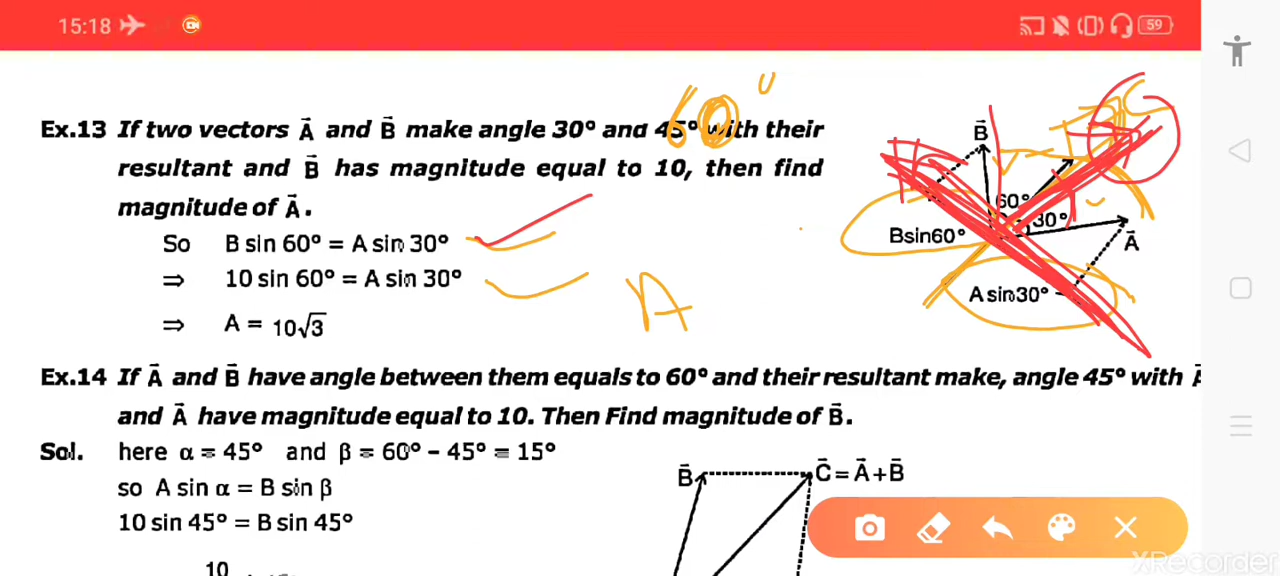 15:18 59
60°
Ex.13 If two vectors A⃗ and B⃗ make angle 30° and 45° with their
resultant and B⃗ has magnitude equal to 10, then find
magnitude of A⃗.
So B sin 60° = A sin 30°
⇒ 10 sin 60° = A sin 30°
⇒ A = 10√3
A
B⃗
60°
30°
A⃗
Bsin60°
A sin30°
Ex.14 If A⃗ and B⃗ have angle between them equals to 60° and their resultant make, angle 45° with A⃗
and A⃗ have magnitude equal to 10. Then Find magnitude of B⃗.
Sol. here α = 45° and β = 60° – 45° = 15°
so A sin α = B sin β
10 sin 45° = B sin 45°
10
B⃗
C⃗ = A⃗ + B⃗
XRecorder